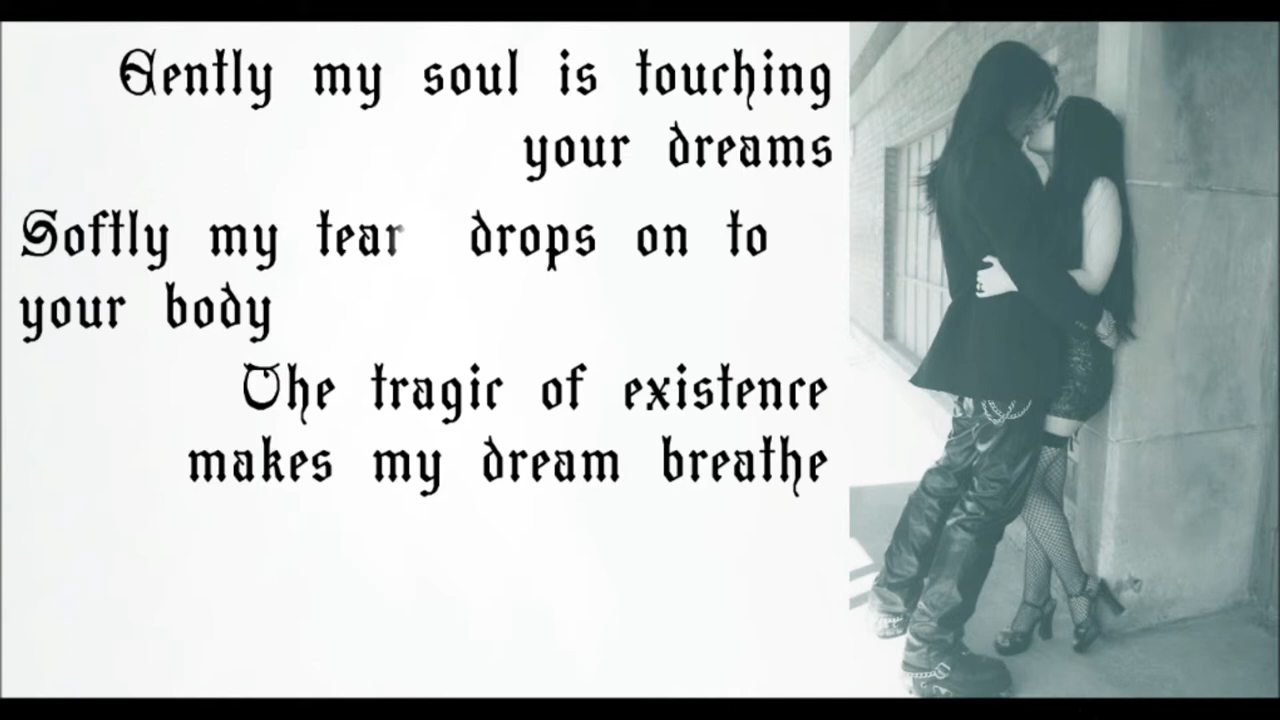 Gently my soul is touching
your dreams
Softly my tear drops on to
your body
The tragic of existence
makes my dream breathe